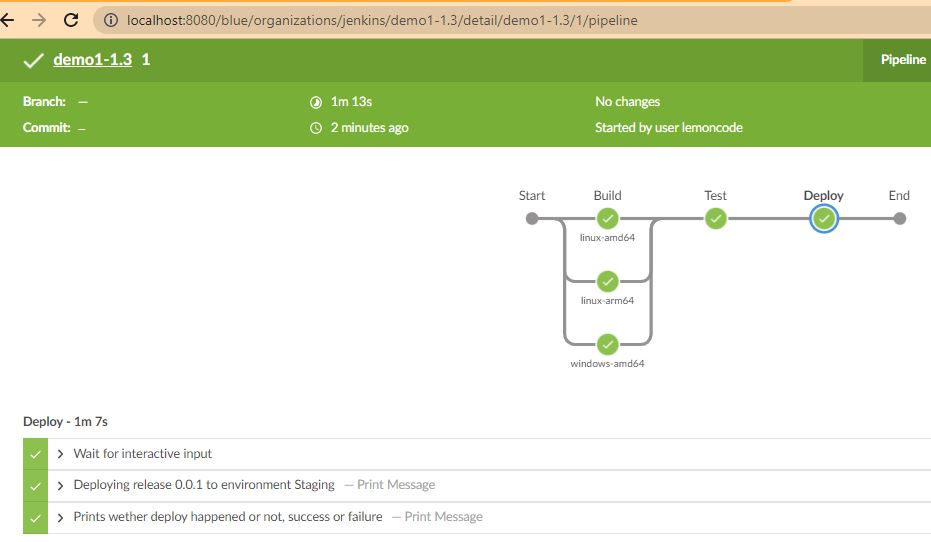 localhost:8080/blue/organizations/jenkins/demo1-1.3/detail/demo1-1.3/1/pipeline
demo1-1.3 1
Pipeline
Branch: —
1m 13s
No changes
Commit: –
2 minutes ago
Started by user lemoncode
Start Build Test Deploy End
linux-amd64
linux-arm64
windows-amd64
Deploy - 1m 7s
Wait for interactive input
Deploying release 0.0.1 to environment Staging — Print Message
Prints wether deploy happened or not, success or failure — Print Message